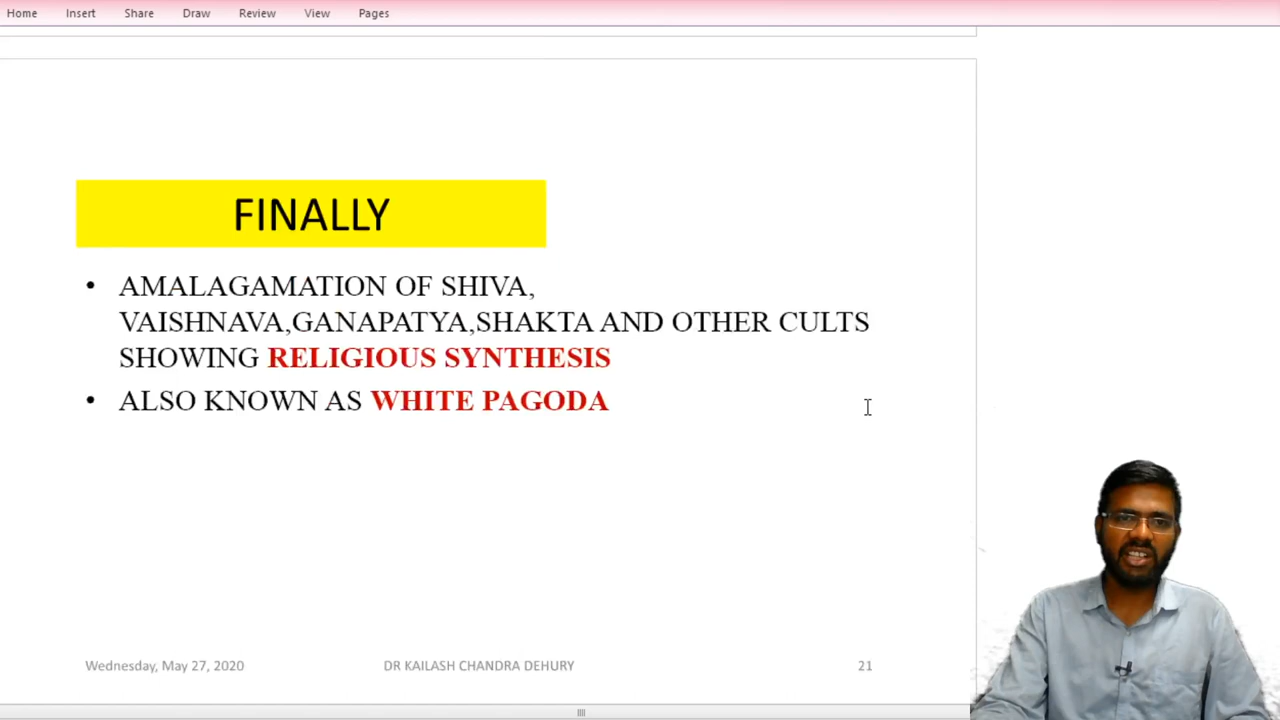 Home Insert Share Draw Review View Pages
FINALLY
• AMALAGAMATION OF SHIVA,
VAISHNAVA,GANAPATYA,SHAKTA AND OTHER CULTS
SHOWING RELIGIOUS SYNTHESIS
• ALSO KNOWN AS WHITE PAGODA
Wednesday, May 27, 2020 DR KAILASH CHANDRA DEHURY 21